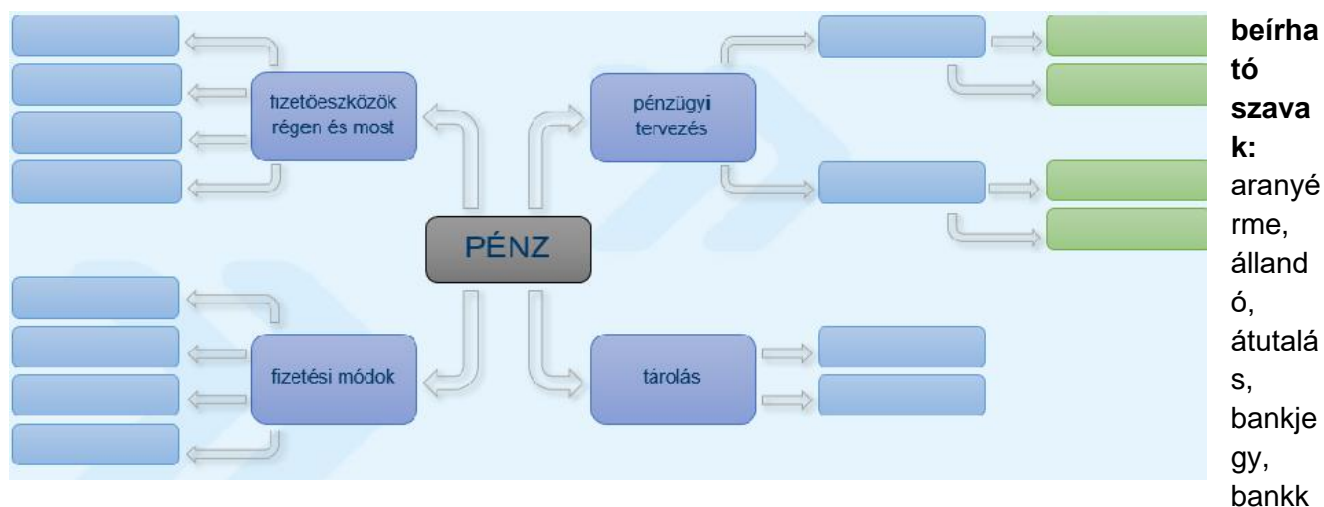 fizetőeszközök
régen és most
pénzügyi
tervezés
PÉNZ
fizetési módok
tárolás
beírha
tó
szava
k:
aranyé
rme,
álland
ó,
átutalá
s,
bankje
gy,
bankk